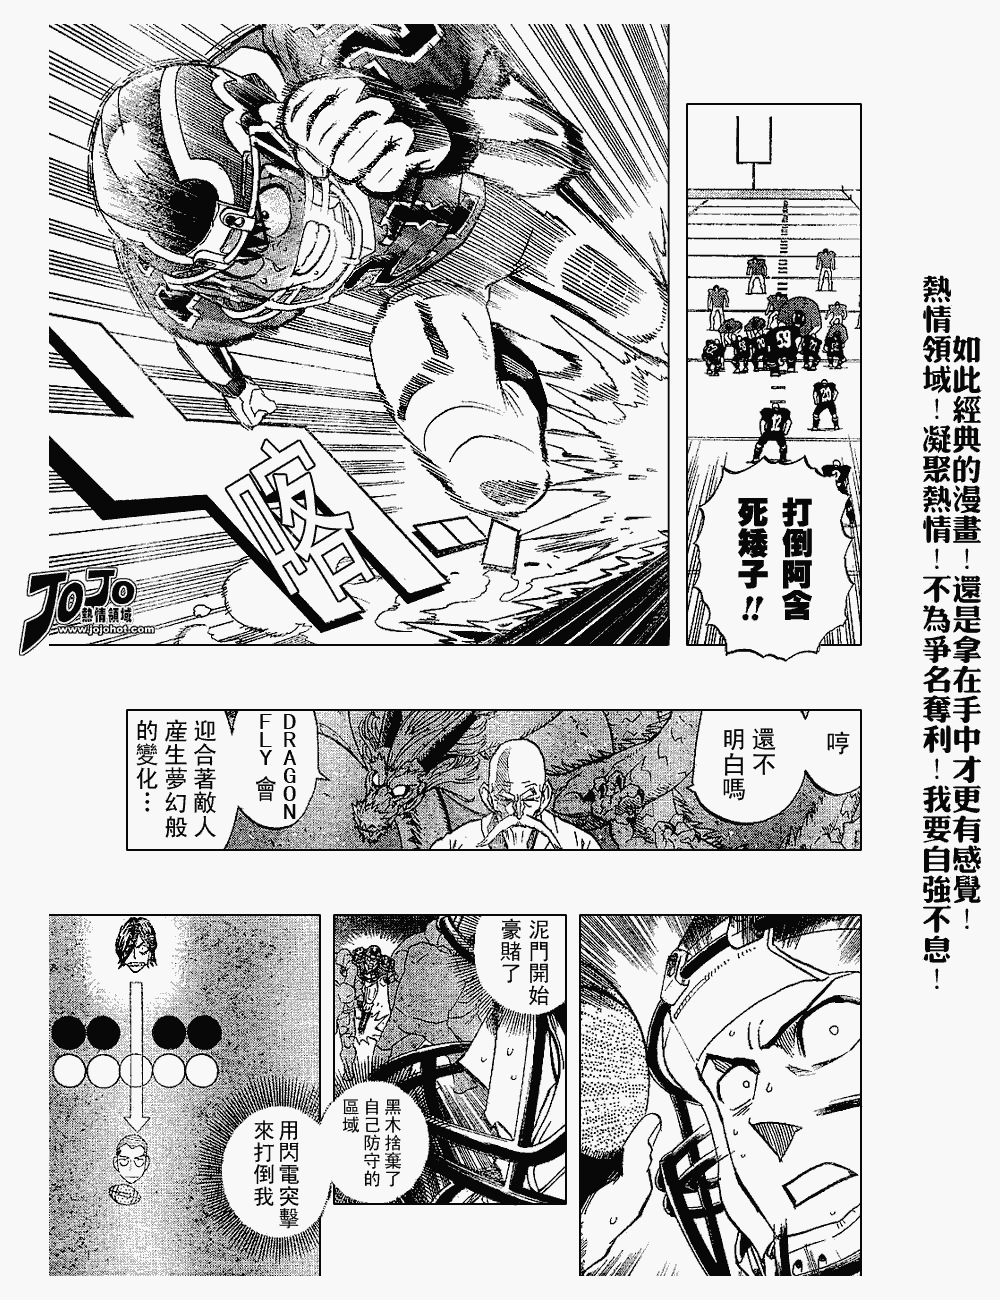 如此經典的漫畫！還是拿在手中才更有感覺！
熱情領域！凝聚熱情！不為爭名奪利！我要自強不息！
打倒阿含
死矮子!!
喀
JOJO
熱情領域
www.jojohot.com
哼
還不
明白嗎
DRAGON
FLY 會
迎合著敵人
産生夢幻般
的變化…
泥門開始
豪賭了
黑木捨棄了
自己防守的
區域
用閃電突擊
來打倒我